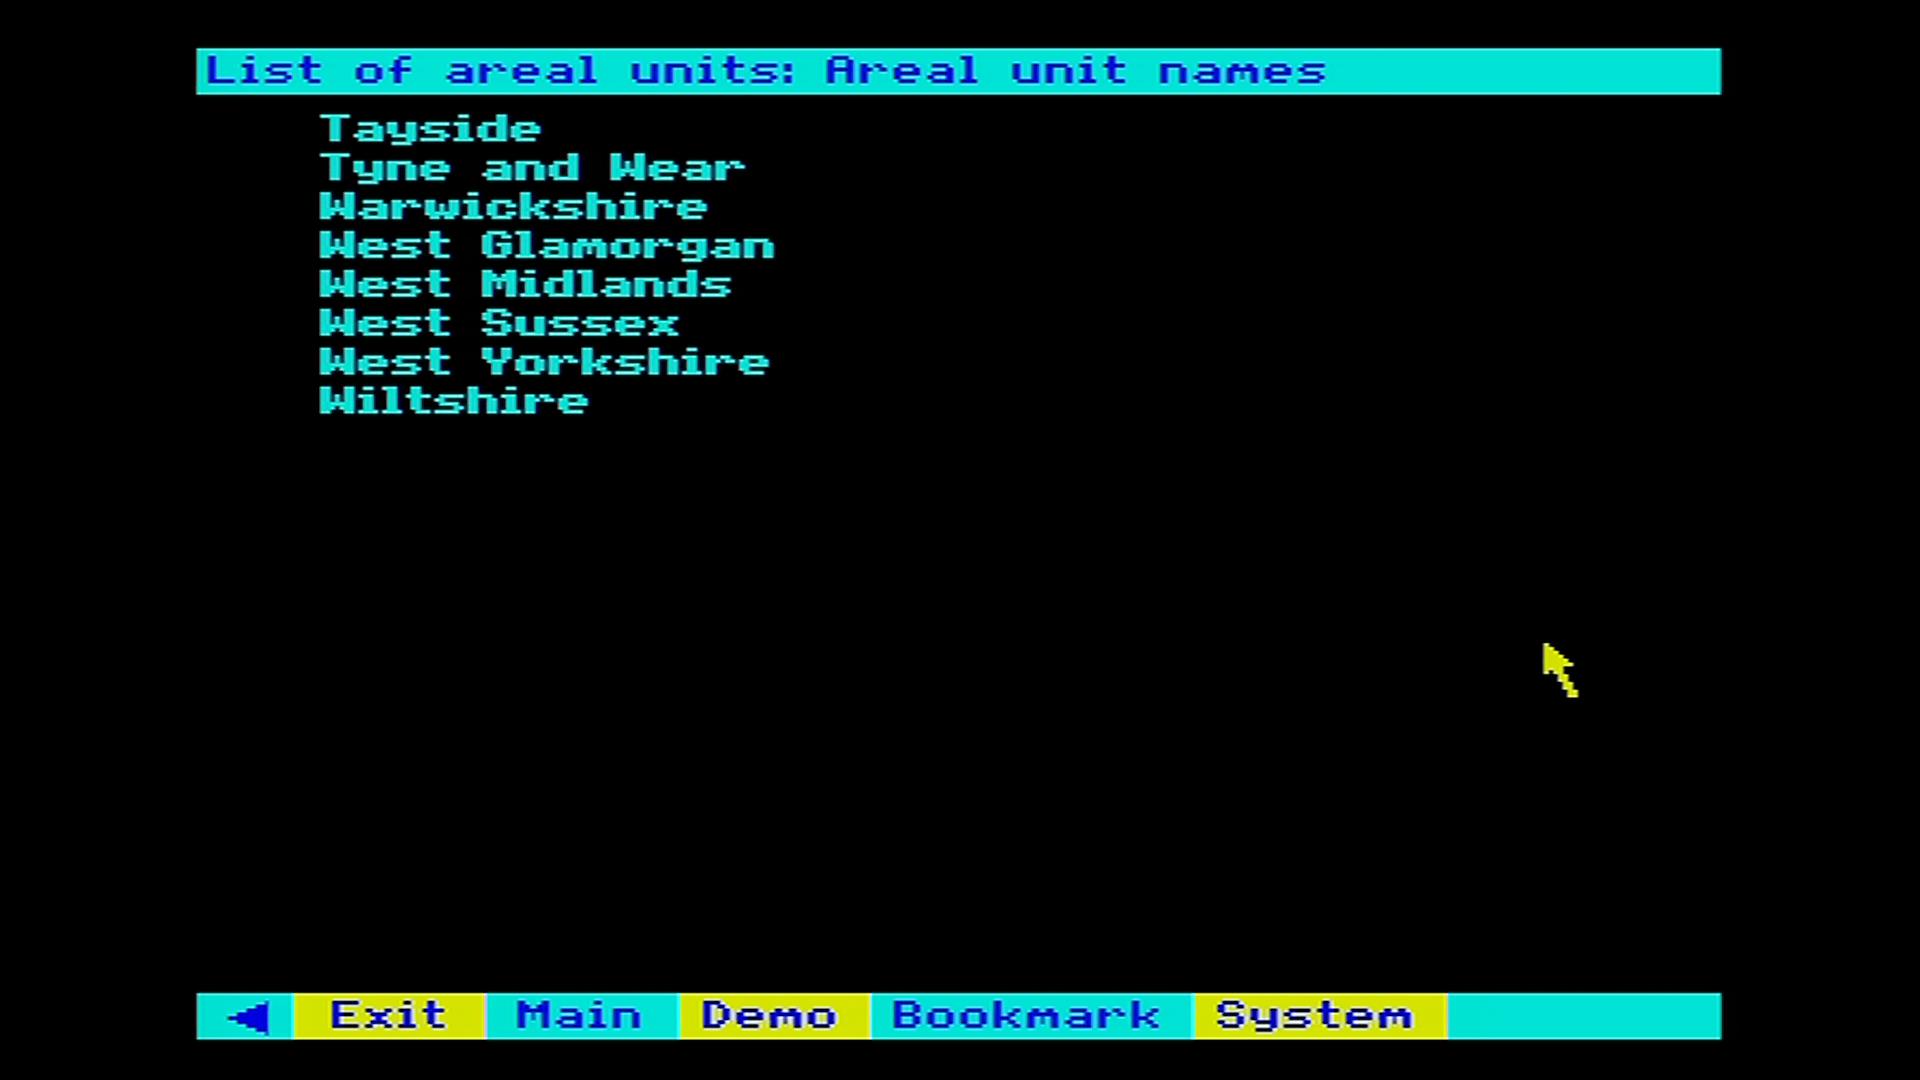 List of areal units: Areal unit names
Tayside
Tyne and Wear
Warwickshire
West Glamorgan
West Midlands
West Sussex
West Yorkshire
Wiltshire
Exit Main Demo Bookmark System